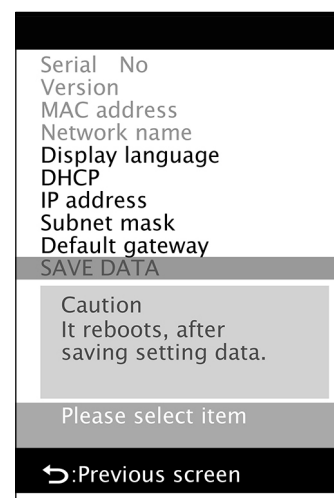 Serial No
Version
MAC address
Network name
Display language
DHCP
IP address
Subnet mask
Default gateway
SAVE DATA
Caution
It reboots, after
saving setting data.
Please select item
⮌:Previous screen